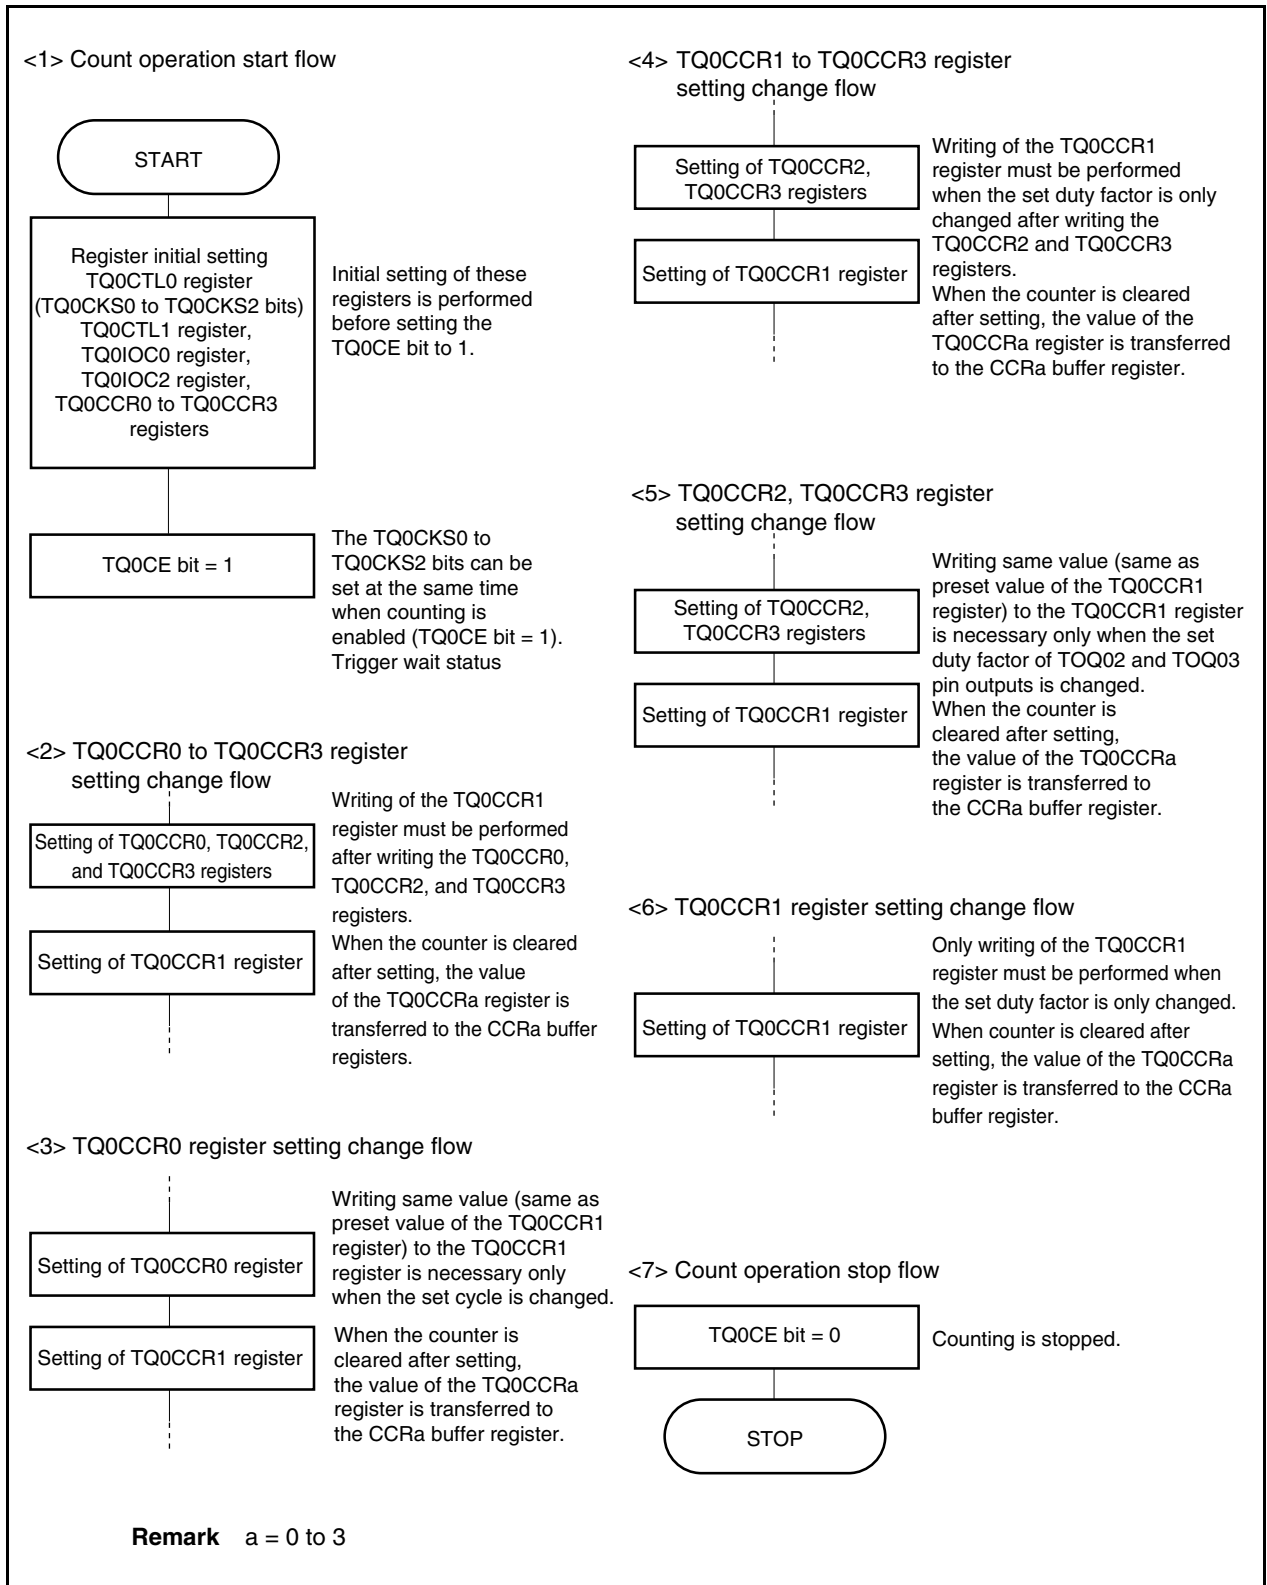 <1> Count operation start flow
START
Register initial setting
TQ0CTL0 register
(TQ0CKS0 to TQ0CKS2 bits)
TQ0CTL1 register,
TQ0IOC0 register,
TQ0IOC2 register,
TQ0CCR0 to TQ0CCR3
registers
Initial setting of these
registers is performed
before setting the
TQ0CE bit to 1.
TQ0CE bit = 1
The TQ0CKS0 to
TQ0CKS2 bits can be
set at the same time
when counting is
enabled (TQ0CE bit = 1).
Trigger wait status
<2> TQ0CCR0 to TQ0CCR3 register
setting change flow
Setting of TQ0CCR0, TQ0CCR2,
and TQ0CCR3 registers
Setting of TQ0CCR1 register
Writing of the TQ0CCR1
register must be performed
after writing the TQ0CCR0,
TQ0CCR2, and TQ0CCR3
registers.
When the counter is cleared
after setting, the value
of the TQ0CCRa register is
transferred to the CCRa buffer
registers.
<3> TQ0CCR0 register setting change flow
Setting of TQ0CCR0 register
Setting of TQ0CCR1 register
Writing same value (same as
preset value of the TQ0CCR1
register) to the TQ0CCR1
register is necessary only
when the set cycle is changed.
When the counter is
cleared after setting,
the value of the TQ0CCRa
register is transferred to
the CCRa buffer register.
<4> TQ0CCR1 to TQ0CCR3 register
setting change flow
Setting of TQ0CCR2,
TQ0CCR3 registers
Setting of TQ0CCR1 register
Writing of the TQ0CCR1
register must be performed
when the set duty factor is only
changed after writing the
TQ0CCR2 and TQ0CCR3
registers.
When the counter is cleared
after setting, the value of the
TQ0CCRa register is transferred
to the CCRa buffer register.
<5> TQ0CCR2, TQ0CCR3 register
setting change flow
Setting of TQ0CCR2,
TQ0CCR3 registers
Setting of TQ0CCR1 register
Writing same value (same as
preset value of the TQ0CCR1
register) to the TQ0CCR1 register
is necessary only when the set
duty factor of TOQ02 and TOQ03
pin outputs is changed.
When the counter is
cleared after setting,
the value of the TQ0CCRa
register is transferred to
the CCRa buffer register.
<6> TQ0CCR1 register setting change flow
Setting of TQ0CCR1 register
Only writing of the TQ0CCR1
register must be performed when
the set duty factor is only changed.
When counter is cleared after
setting, the value of the TQ0CCRa
register is transferred to the CCRa
buffer register.
<7> Count operation stop flow
TQ0CE bit = 0
Counting is stopped.
STOP
Remark a = 0 to 3